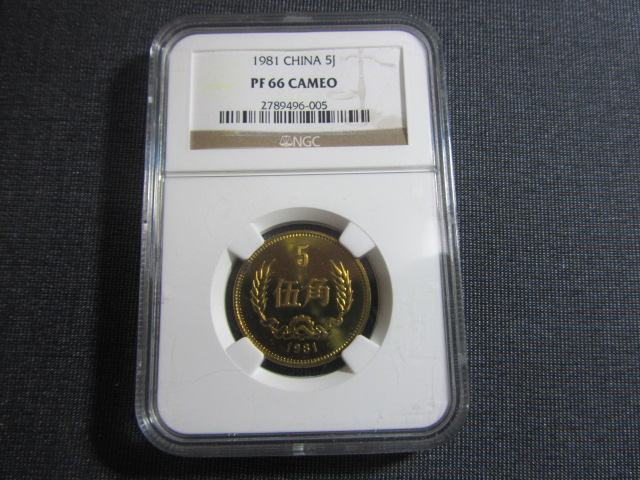 1981 CHINA 5J
PF 66 CAMEO
2789496-005
NGC
5
伍角
1981